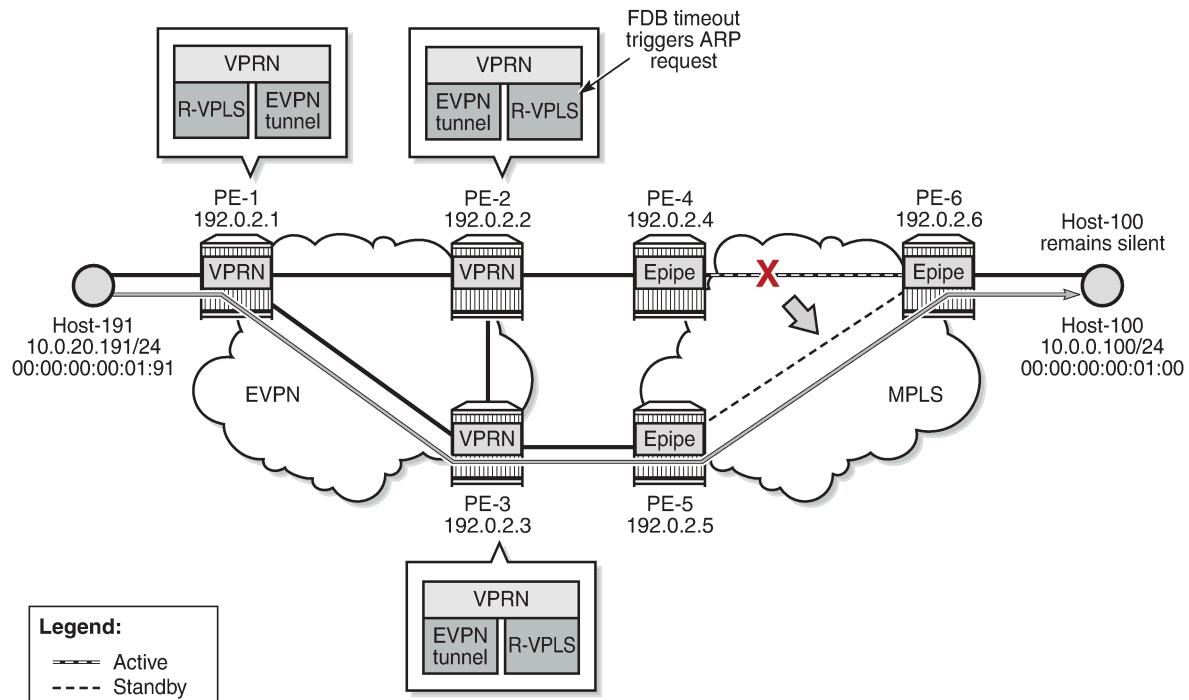 FDB timeout
triggers ARP
request
VPRN
R-VPLS
EVPN
tunnel
VPRN
EVPN
tunnel
R-VPLS
PE-1
192.0.2.1
PE-2
192.0.2.2
PE-4
192.0.2.4
PE-6
192.0.2.6
Host-100
remains silent
VPRN
VPRN
Epipe
X
Epipe
Host-191
10.0.20.191/24
00:00:00:00:01:91
Host-100
10.0.0.100/24
00:00:00:00:01:00
EVPN
MPLS
VPRN
Epipe
PE-3
192.0.2.3
PE-5
192.0.2.5
VPRN
EVPN
tunnel
R-VPLS
Legend:
Active
Standby